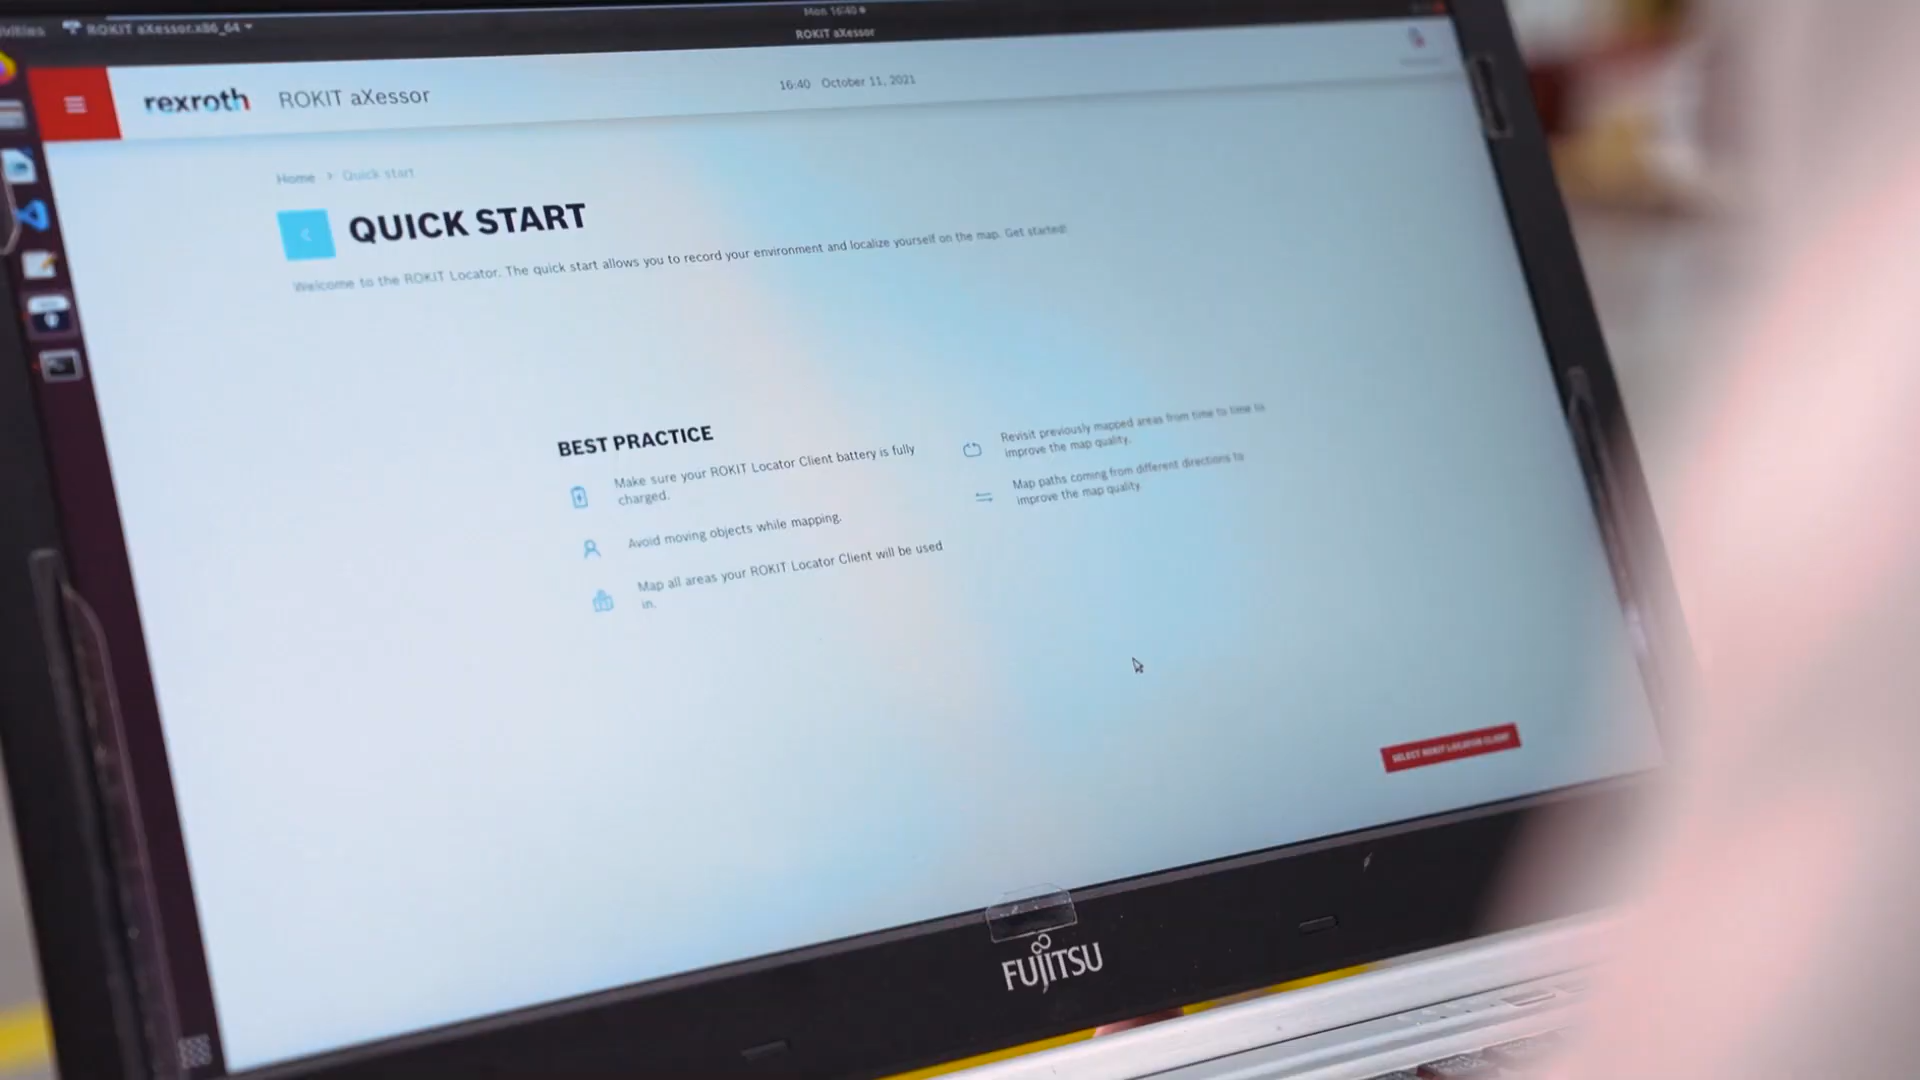 ROKIT aXessor.x86_64
Mon 16:40
ROKIT aXessor
rexroth
ROKIT aXessor
16:40 October 11, 2021
Home > Quick start
QUICK START
Welcome to the ROKIT Locator. The quick start allows you to record your environment and localize yourself on the map. Get started!
BEST PRACTICE
Make sure your ROKIT Locator Client battery is fully
charged.
Avoid moving objects while mapping.
Map all areas your ROKIT Locator Client will be used
in.
Revisit previously mapped areas from time to time to
improve the map quality.
Map paths coming from different directions to
improve the map quality.
SELECT ROKIT LOCATOR CLIENT
FUJITSU